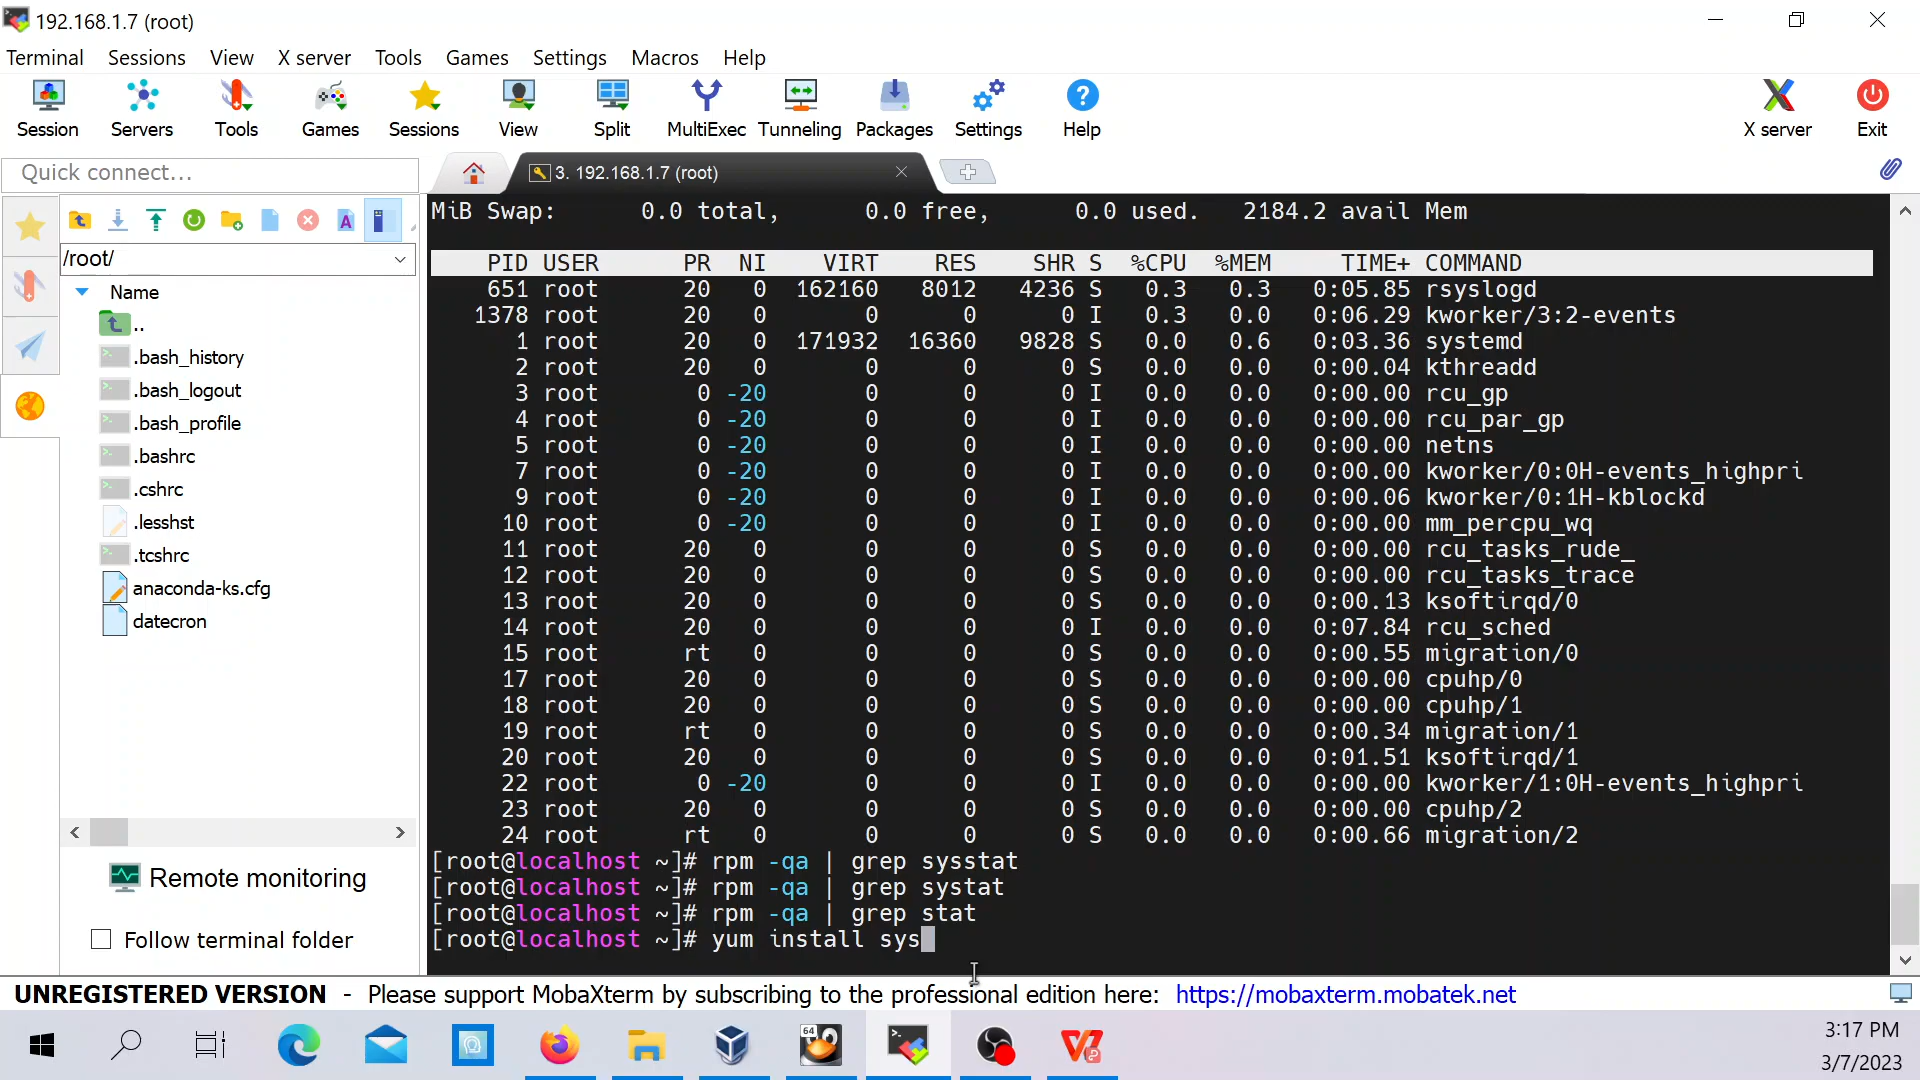 192.168.1.7 (root)
Terminal Sessions View X server Tools Games Settings Macros Help
Session Servers Tools Games Sessions View Split MultiExec Tunneling Packages Settings Help X server Exit
Quick connect...
3. 192.168.1.7 (root)
/root/
Name
..
.bash_history
.bash_logout
.bash_profile
.bashrc
.cshrc
.lesshst
.tcshrc
anaconda-ks.cfg
datecron
Remote monitoring
Follow terminal folder
MiB Swap: 0.0 total, 0.0 free, 0.0 used. 2184.2 avail Mem
PID USER PR NI VIRT RES SHR S %CPU %MEM TIME+ COMMAND
651 root 20 0 162160 8012 4236 S 0.3 0.3 0:05.85 rsyslogd
1378 root 20 0 0 0 0 I 0.3 0.0 0:06.29 kworker/3:2-events
1 root 20 0 171932 16360 9828 S 0.0 0.6 0:03.36 systemd
2 root 20 0 0 0 0 S 0.0 0.0 0:00.04 kthreadd
3 root 0 -20 0 0 0 I 0.0 0.0 0:00.00 rcu_gp
4 root 0 -20 0 0 0 I 0.0 0.0 0:00.00 rcu_par_gp
5 root 0 -20 0 0 0 I 0.0 0.0 0:00.00 netns
7 root 0 -20 0 0 0 I 0.0 0.0 0:00.00 kworker/0:0H-events_highpri
9 root 0 -20 0 0 0 I 0.0 0.0 0:00.06 kworker/0:1H-kblockd
10 root 0 -20 0 0 0 I 0.0 0.0 0:00.00 mm_percpu_wq
11 root 20 0 0 0 0 S 0.0 0.0 0:00.00 rcu_tasks_rude_
12 root 20 0 0 0 0 S 0.0 0.0 0:00.00 rcu_tasks_trace
13 root 20 0 0 0 0 S 0.0 0.0 0:00.13 ksoftirqd/0
14 root 20 0 0 0 0 I 0.0 0.0 0:07.84 rcu_sched
15 root rt 0 0 0 0 S 0.0 0.0 0:00.55 migration/0
17 root 20 0 0 0 0 S 0.0 0.0 0:00.00 cpuhp/0
18 root 20 0 0 0 0 S 0.0 0.0 0:00.00 cpuhp/1
19 root rt 0 0 0 0 S 0.0 0.0 0:00.34 migration/1
20 root 20 0 0 0 0 S 0.0 0.0 0:01.51 ksoftirqd/1
22 root 0 -20 0 0 0 I 0.0 0.0 0:00.00 kworker/1:0H-events_highpri
23 root 20 0 0 0 0 S 0.0 0.0 0:00.00 cpuhp/2
24 root rt 0 0 0 0 S 0.0 0.0 0:00.66 migration/2
[root@localhost ~]# rpm -qa | grep sysstat
[root@localhost ~]# rpm -qa | grep systat
[root@localhost ~]# rpm -qa | grep stat
[root@localhost ~]# yum install sys
UNREGISTERED VERSION - Please support MobaXterm by subscribing to the professional edition here: https://mobaxterm.mobatek.net
64
3:17 PM
3/7/2023